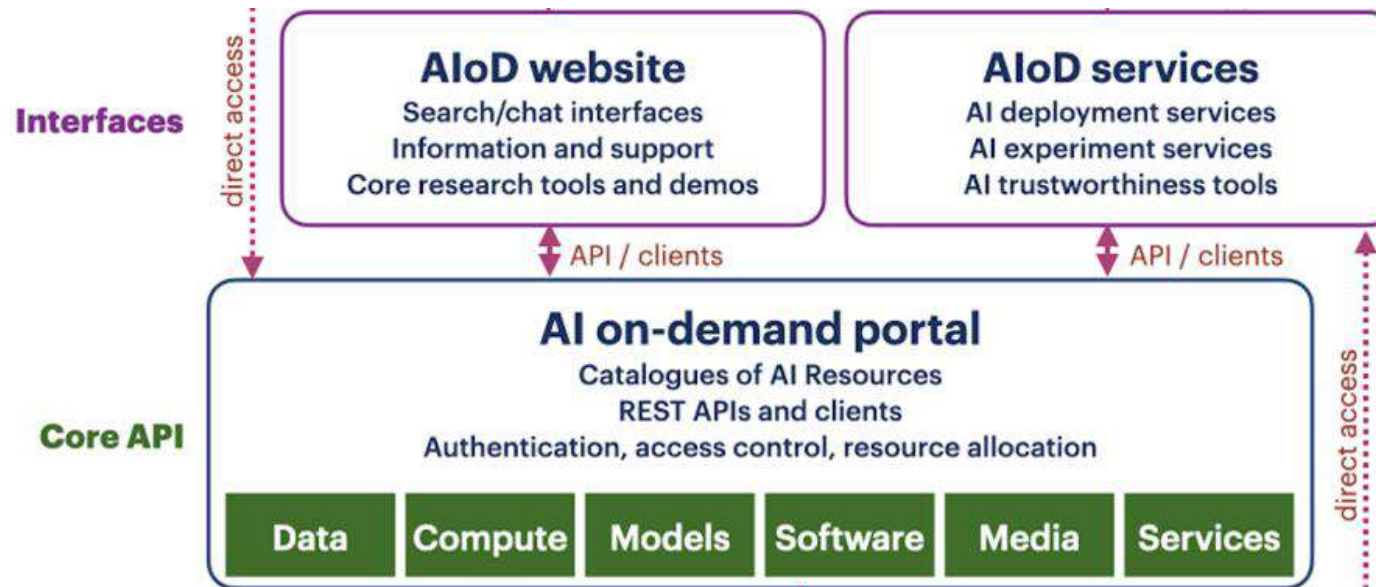 Interfaces
direct access
AIoD website
Search/chat interfaces
Information and support
Core research tools and demos
AIoD services
AI deployment services
AI experiment services
AI trustworthiness tools
API / clients
API / clients
Core API
AI on-demand portal
Catalogues of AI Resources
REST APIs and clients
Authentication, access control, resource allocation
Data
Compute
Models
Software
Media
Services
direct access